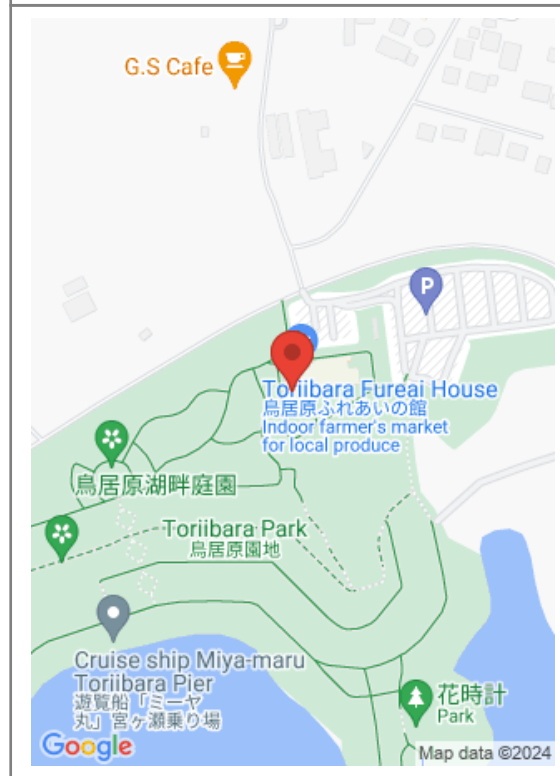 G.S Cafe
P
Toriibara Fureai House
鳥居原ふれあいの館
Indoor farmer's market
for local produce
鳥居原湖畔庭園
Toriibara Park
鳥居原園地
Cruise ship Miya-maru
Toriibara Pier
遊覧船「ミーヤ
丸」宮ヶ瀬乗り場
花時計
Park
Google
Map data ©2024